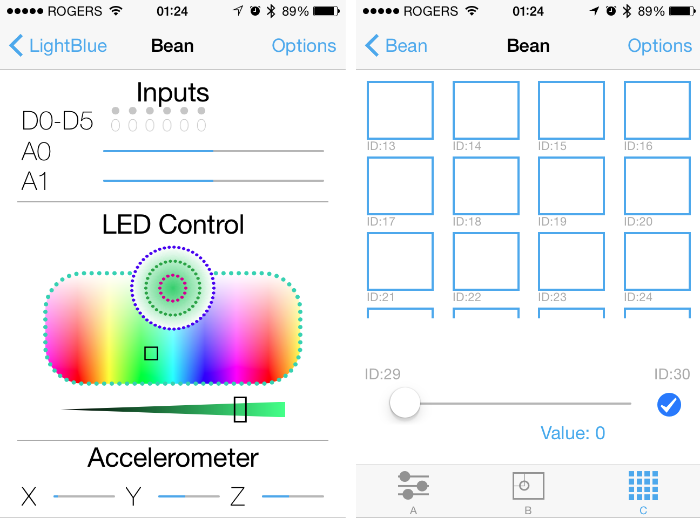 ●●●●● ROGERS 01:24 89%
LightBlue Bean Options
Inputs
D0-D5 0 0 0 0 0 0
A0
A1
LED Control
Accelerometer
X Y Z
●●●●● ROGERS 01:24 89%
Bean Bean Options
ID:13 ID:14 ID:15 ID:16
ID:17 ID:18 ID:19 ID:20
ID:21 ID:22 ID:23 ID:24
ID:29 ID:30
Value: 0
A B C